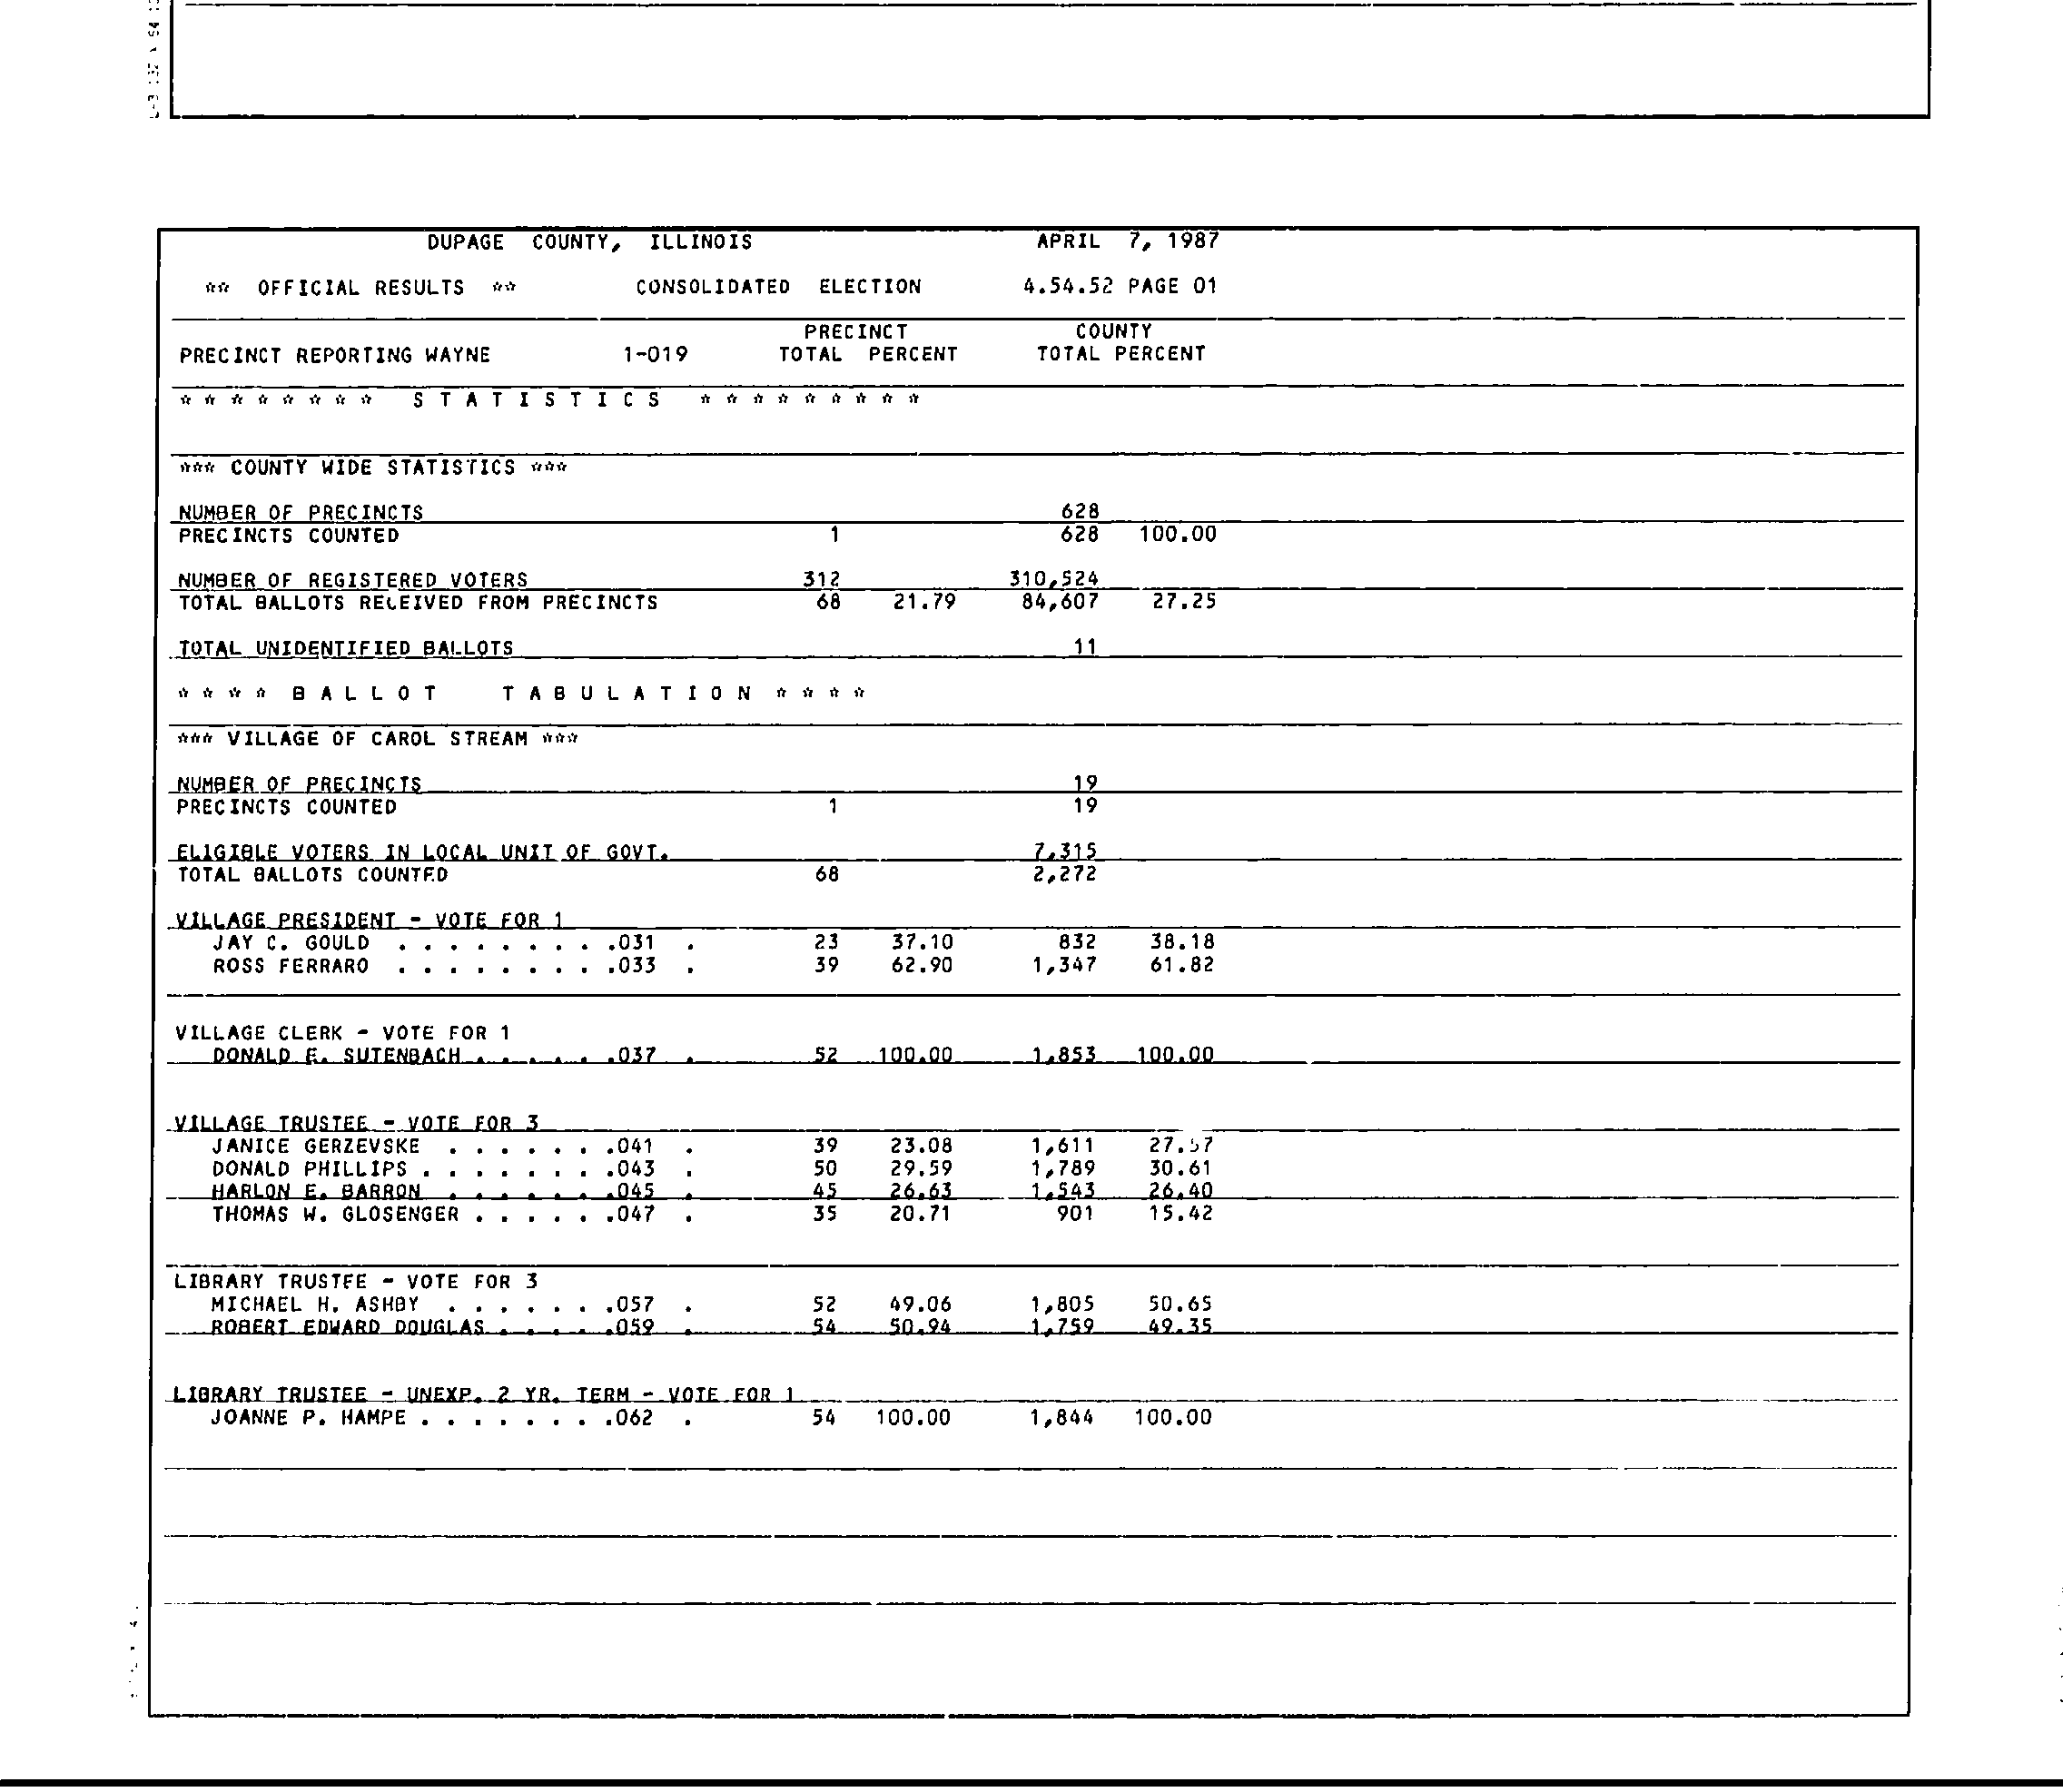 DUPAGE COUNTY, ILLINOIS APRIL 7, 1987
** OFFICIAL RESULTS ** CONSOLIDATED ELECTION 4.54.52 PAGE 01
PRECINCT COUNTY
PRECINCT REPORTING WAYNE 1-019 TOTAL PERCENT TOTAL PERCENT
* * * * * * * * S T A T I S T I C S * * * * * * * * *
*** COUNTY WIDE STATISTICS ***
NUMBER OF PRECINCTS 628
PRECINCTS COUNTED 1 628 100.00
NUMBER OF REGISTERED VOTERS 312 310,524
TOTAL BALLOTS RECEIVED FROM PRECINCTS 68 21.79 84,607 27.25
TOTAL UNIDENTIFIED BALLOTS 11
* * * * B A L L O T T A B U L A T I O N * * * *
*** VILLAGE OF CAROL STREAM ***
NUMBER OF PRECINCTS 19
PRECINCTS COUNTED 1 19
ELIGIBLE VOTERS IN LOCAL UNIT OF GOVT. 7,315
TOTAL BALLOTS COUNTED 68 2,272
VILLAGE PRESIDENT - VOTE FOR 1
JAY C. GOULD . . . . . . . . .031 . 23 37.10 832 38.18
ROSS FERRARO . . . . . . . . .033 . 39 62.90 1,347 61.82
VILLAGE CLERK - VOTE FOR 1
DONALD E. SUTENBACH . . . . . .037 . 52 100.00 1,853 100.00
VILLAGE TRUSTEE - VOTE FOR 3
JANICE GERZEVSKE . . . . . . .041 . 39 23.08 1,611
DONALD PHILLIPS . . . . . . . .043 . 50 29.59 1,789 30.61
HARLON E. BARRON . . . . . . .045 . 45 26.63 1,543 26.40
THOMAS W. GLOSENGER . . . . . .047 . 35 20.71 901 15.42
LIBRARY TRUSTEE - VOTE FOR 3
MICHAEL H. ASHBY . . . . . . .057 . 52 49.06 1,805 50.65
ROBERT EDWARD DOUGLAS . . . . .059 . 54 50.94 1,759 49.35
LIBRARY TRUSTEE - UNEXP. 2 YR. TERM - VOTE FOR 1
JOANNE P. HAMPE . . . . . . . .062 . 54 100.00 1,844 100.00